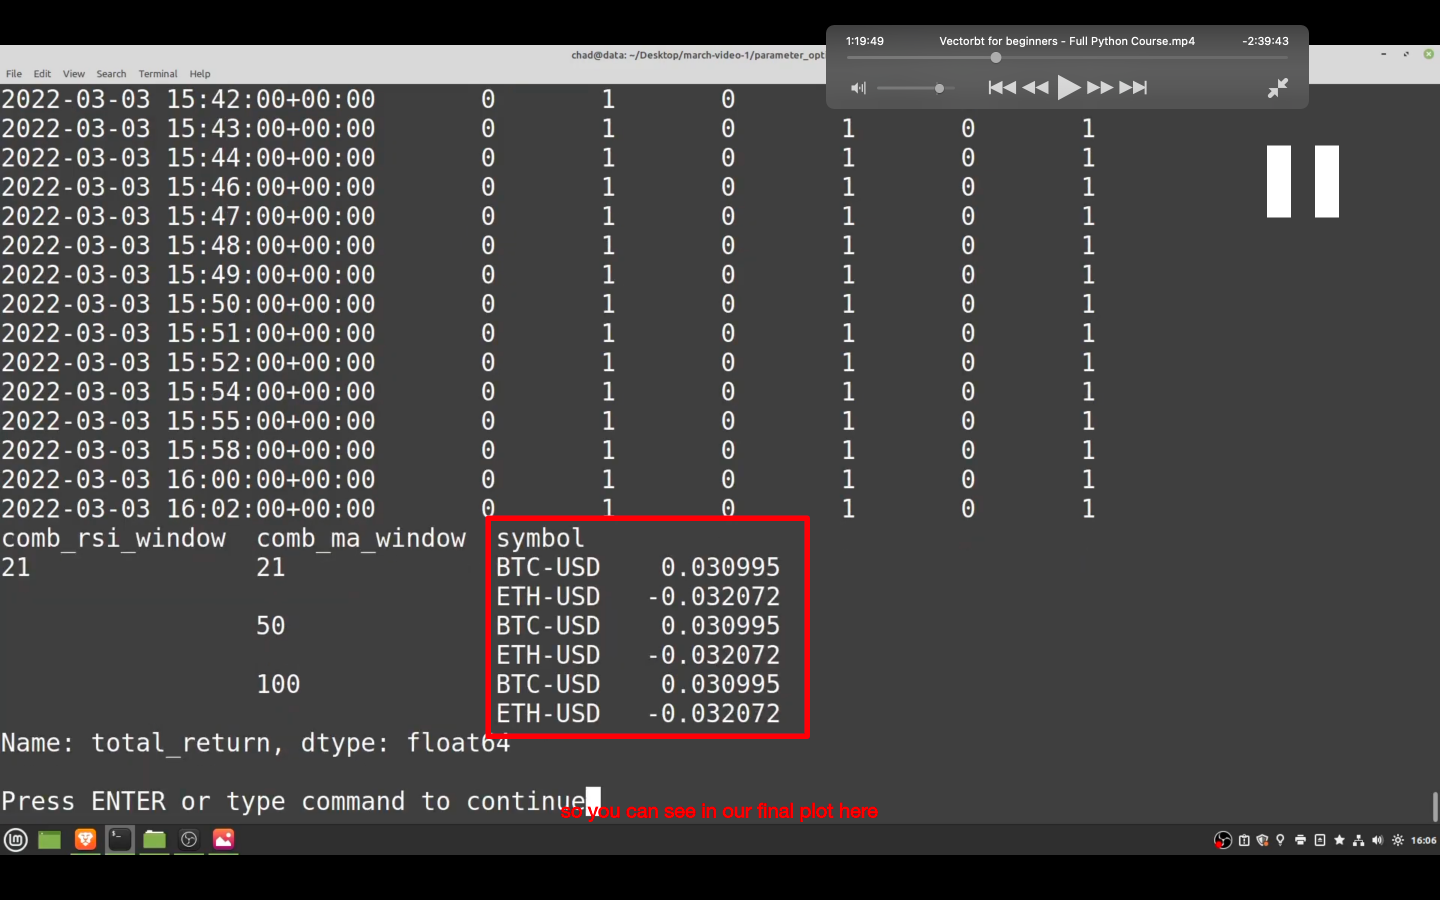 1:19:49 Vectorbt for beginners - Full Python Course.mp4 -2:39:43
chad@data: ~/Desktop/march-video-1/parameter_opt
File Edit View Search Terminal Help
2022-03-03 15:42:00+00:00 0 1 0
2022-03-03 15:43:00+00:00 0 1 0 1 0 1
2022-03-03 15:44:00+00:00 0 1 0 1 0 1
2022-03-03 15:46:00+00:00 0 1 0 1 0 1
2022-03-03 15:47:00+00:00 0 1 0 1 0 1
2022-03-03 15:48:00+00:00 0 1 0 1 0 1
2022-03-03 15:49:00+00:00 0 1 0 1 0 1
2022-03-03 15:50:00+00:00 0 1 0 1 0 1
2022-03-03 15:51:00+00:00 0 1 0 1 0 1
2022-03-03 15:52:00+00:00 0 1 0 1 0 1
2022-03-03 15:54:00+00:00 0 1 0 1 0 1
2022-03-03 15:55:00+00:00 0 1 0 1 0 1
2022-03-03 15:58:00+00:00 0 1 0 1 0 1
2022-03-03 16:00:00+00:00 0 1 0 1 0 1
2022-03-03 16:02:00+00:00 0 1 0 1 0 1
comb_rsi_window comb_ma_window symbol
21 21 BTC-USD 0.030995
ETH-USD -0.032072
50 BTC-USD 0.030995
ETH-USD -0.032072
100 BTC-USD 0.030995
ETH-USD -0.032072
Name: total_return, dtype: float64
Press ENTER or type command to continue
so you can see in our final plot here
16:06